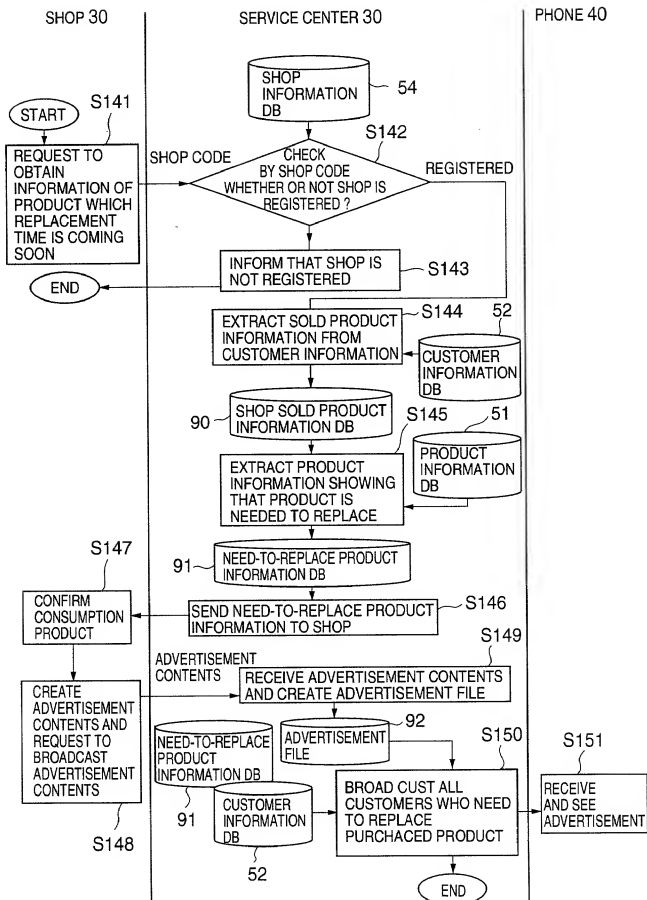 SHOP 30
SERVICE CENTER 30
PHONE 40
SHOP
INFORMATION
DB
54
START
S141
REQUEST TO
OBTAIN
INFORMATION OF
PRODUCT WHICH
REPLACEMENT
TIME IS COMING
SOON
SHOP CODE
S142
CHECK
BY SHOP CODE
WHETHER OR NOT SHOP IS
REGISTERED ?
REGISTERED
INFORM THAT SHOP IS
NOT REGISTERED
S143
END
S144
EXTRACT SOLD PRODUCT
INFORMATION FROM
CUSTOMER INFORMATION
52
CUSTOMER
INFORMATION
DB
90
SHOP SOLD PRODUCT
INFORMATION DB
S145
51
PRODUCT
INFORMATION
DB
EXTRACT PRODUCT
INFORMATION SHOWING
THAT PRODUCT IS
NEEDED TO REPLACE
91
NEED-TO-REPLACE PRODUCT
INFORMATION DB
S147
CONFIRM
CONSUMPTION
PRODUCT
SEND NEED-TO-REPLACE PRODUCT
INFORMATION TO SHOP
S146
S149
ADVERTISEMENT
CONTENTS
RECEIVE ADVERTISEMENT CONTENTS
AND CREATE ADVERTISEMENT FILE
CREATE
ADVERTISEMENT
CONTENTS AND
REQUEST TO
BROADCAST
ADVERTISEMENT
CONTENTS
S148
92
ADVERTISEMENT
FILE
NEED-TO-REPLACE
PRODUCT
INFORMATION DB
91
CUSTOMER
INFORMATION
DB
52
S150
BROAD CUST ALL
CUSTOMERS WHO NEED
TO REPLACE
PURCHACED PRODUCT
S151
RECEIVE
AND SEE
ADVERTISEMENT
END